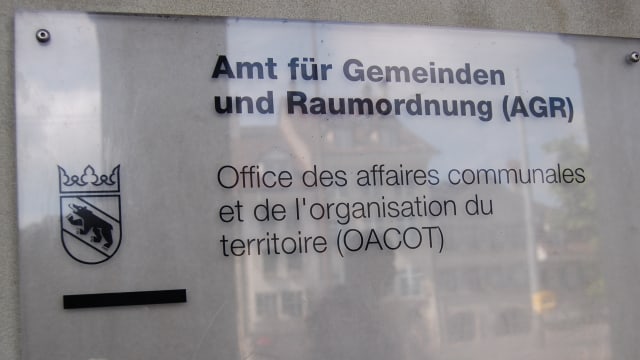 Amt für Gemeinden
und Raumordnung (AGR)
Office des affaires communales
et de l'organisation du
territoire (OACOT)